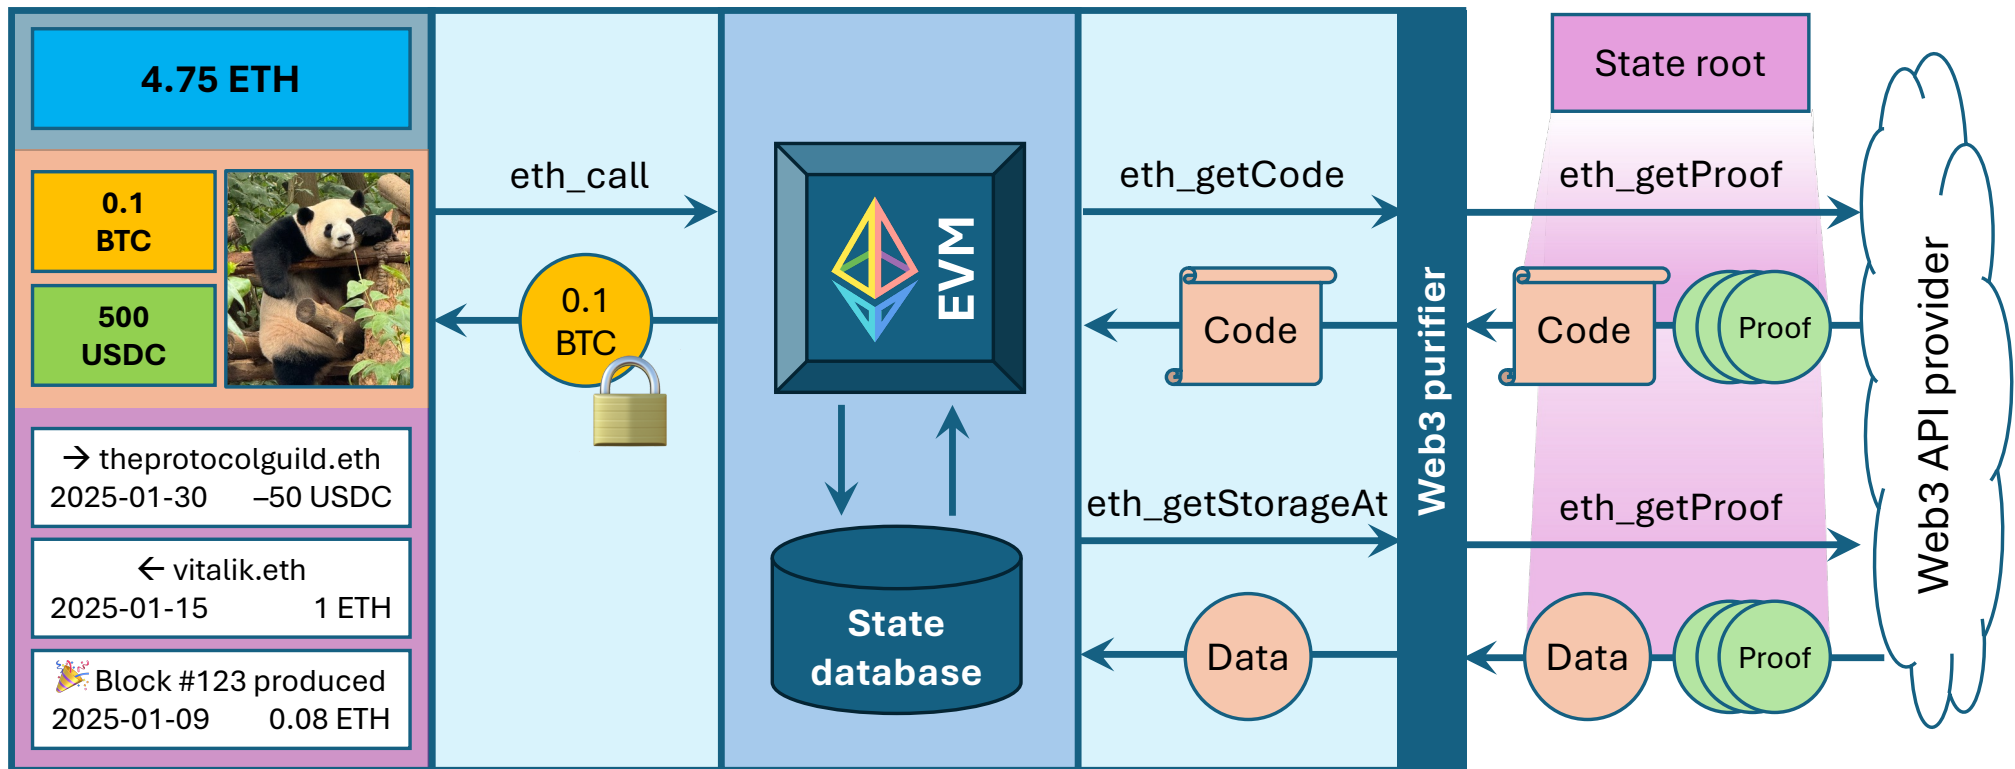 4.75 ETH
0.1
BTC
500
USDC
→ theprotocolguild.eth
2025-01-30 –50 USDC
← vitalik.eth
2025-01-15 1 ETH
🎉 Block #123 produced
2025-01-09 0.08 ETH
eth_call
0.1
BTC
EVM
State
database
eth_getCode
Code
eth_getStorageAt
Data
Web3 purifier
State root
eth_getProof
Code
Proof
eth_getProof
Data
Proof
Web3 API provider